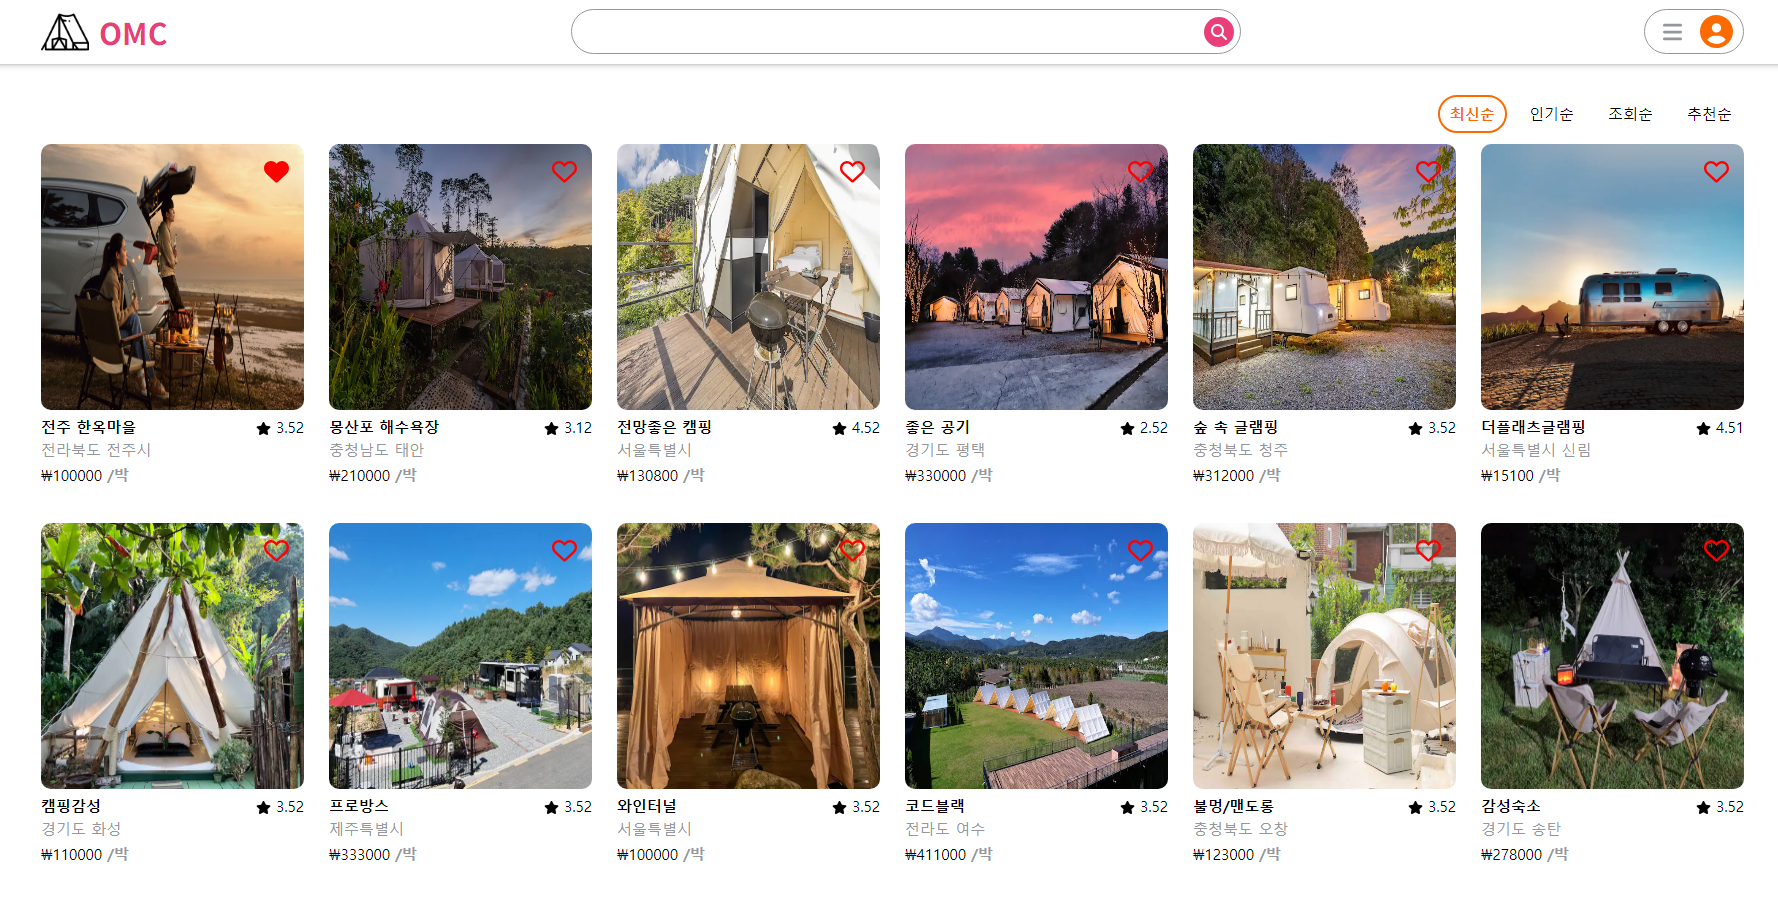 OMC
최신순 인기순 조회순 추천순
전주 한옥마을 3.52
전라북도 전주시
₩100000 /박
몽산포 해수욕장 3.12
충청남도 태안
₩210000 /박
전망좋은 캠핑 4.52
서울특별시
₩130800 /박
좋은 공기 2.52
경기도 평택
₩330000 /박
숲 속 글램핑 3.52
충청북도 청주
₩312000 /박
더플래츠글램핑 4.51
서울특별시 신림
₩15100 /박
캠핑감성 3.52
경기도 화성
₩110000 /박
프로방스 3.52
제주특별시
₩333000 /박
와인터널 3.52
서울특별시
₩100000 /박
코드블랙 3.52
전라도 여수
₩411000 /박
불멍/맨도롱 3.52
충청북도 오창
₩123000 /박
감성숙소 3.52
경기도 송탄
₩278000 /박